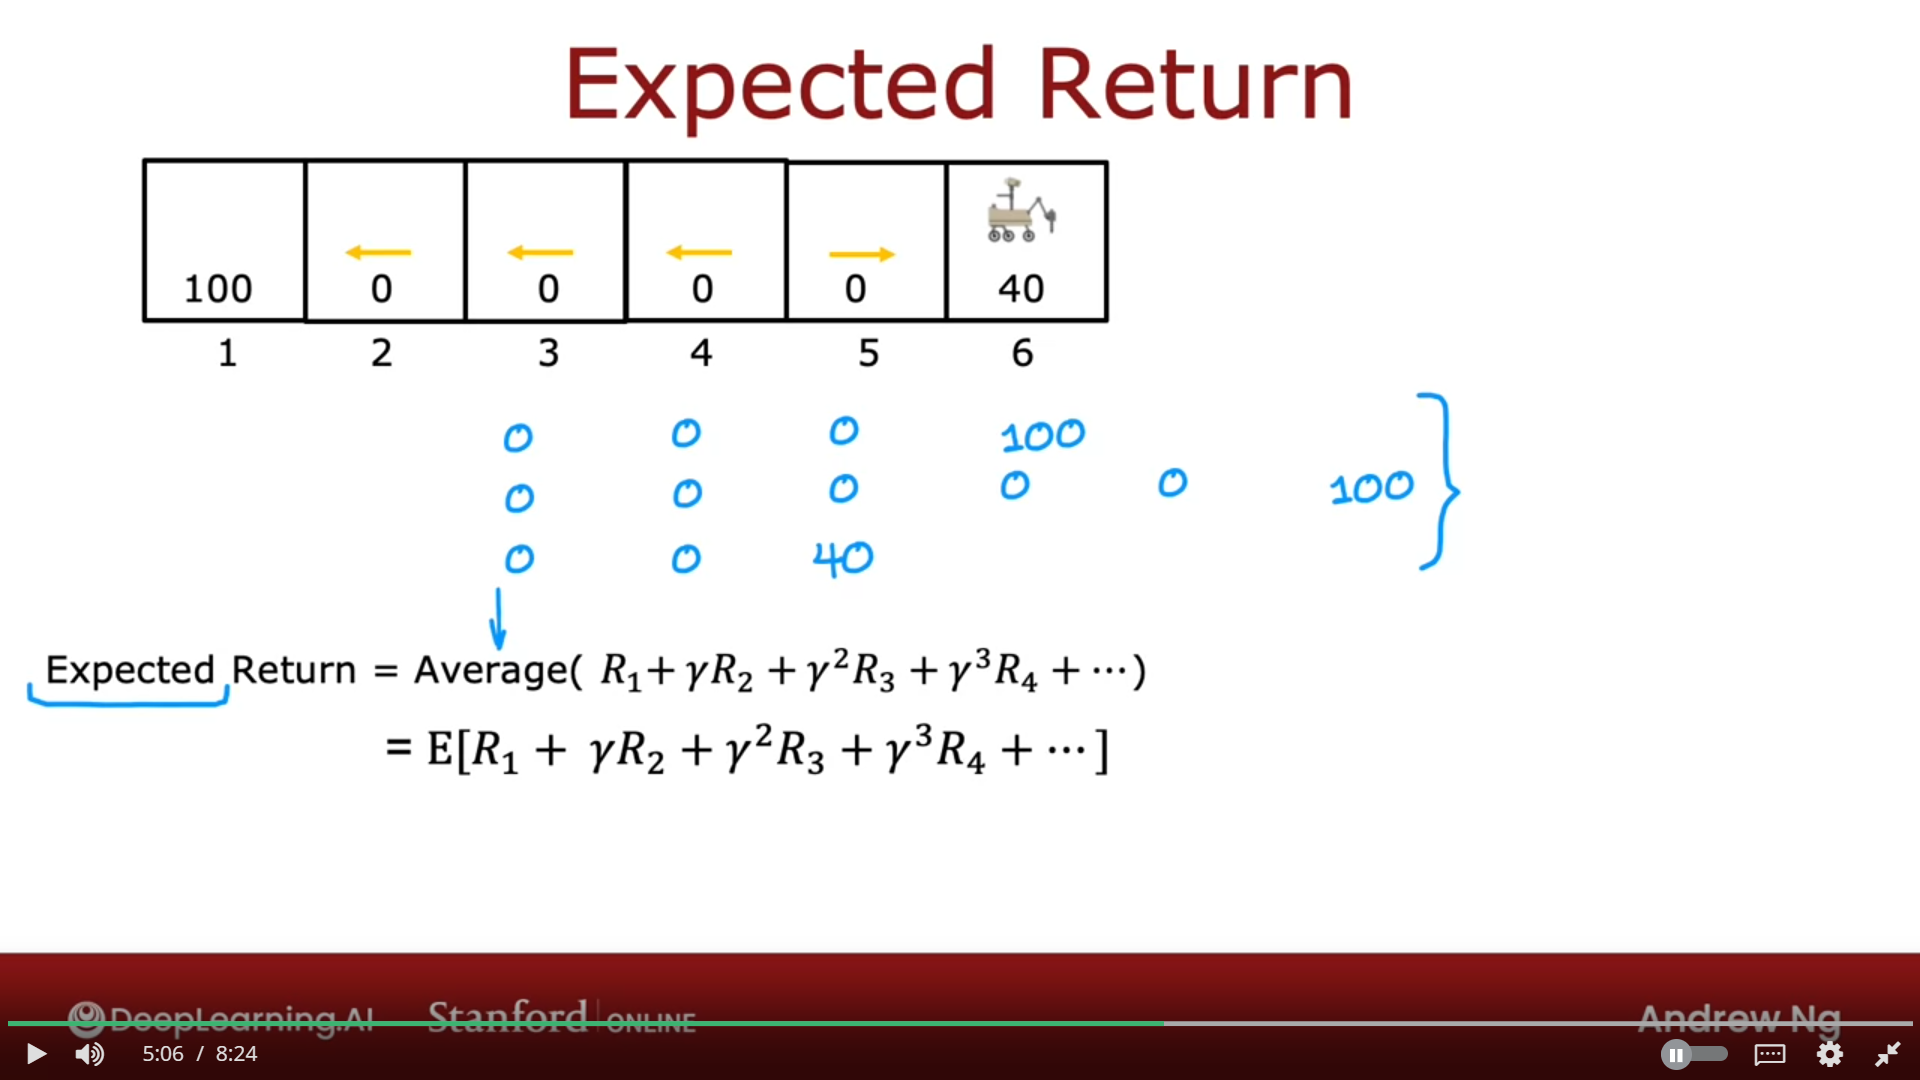 Expected Return
100 0 0 0 0 40
1 2 3 4 5 6
0 0 0 100
0 0 0 0 0 100
0 0 40
Expected Return = Average( R₁+ γR₂ + γ²R₃ + γ³R₄ + ⋯)
= E[R₁ + γR₂ + γ²R₃ + γ³R₄ + ⋯]
DeepLearning.AI Stanford ONLINE Andrew Ng
5:06 / 8:24